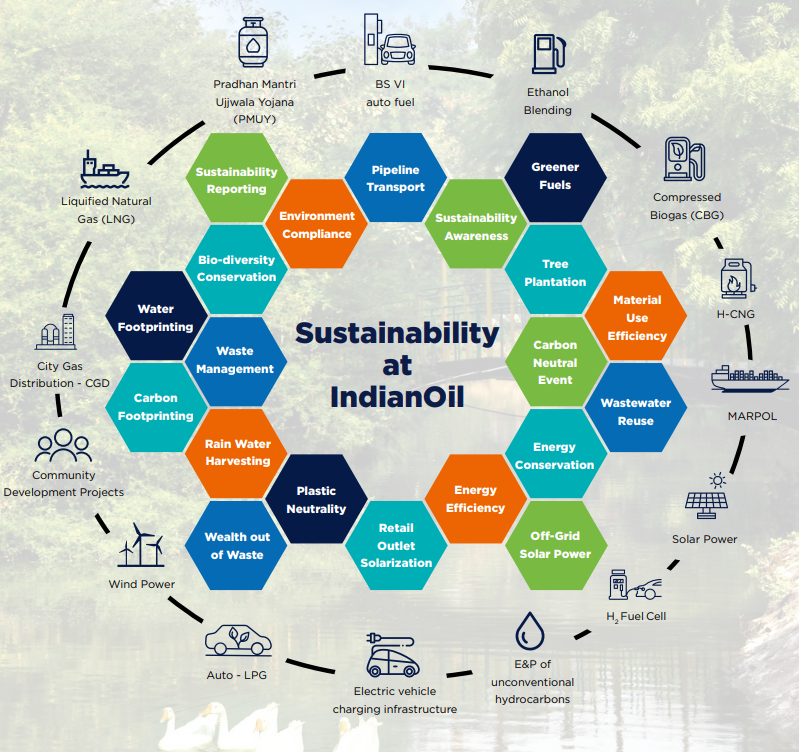 Pradhan Mantri
Ujjwala Yojana
(PMUY)
BS VI
auto fuel
Ethanol
Blending
Liquified Natural
Gas (LNG)
Compressed
Biogas (CBG)
H-CNG
MARPOL
Solar Power
H₂ Fuel Cell
E&P of
unconventional
hydrocarbons
Electric vehicle
charging infrastructure
Auto - LPG
Wind Power
Community
Development Projects
City Gas
Distribution - CGD
Sustainability
Reporting
Environment
Compliance
Pipeline
Transport
Sustainability
Awareness
Greener
Fuels
Bio-diversity
Conservation
Tree
Plantation
Water
Footprinting
Material
Use
Efficiency
Waste
Management
Sustainability
at
IndianOil
Carbon
Neutral
Event
Carbon
Footprinting
Wastewater
Reuse
Rain Water
Harvesting
Energy
Conservation
Plastic
Neutrality
Energy
Efficiency
Wealth out
of Waste
Retail
Outlet
Solarization
Off-Grid
Solar Power